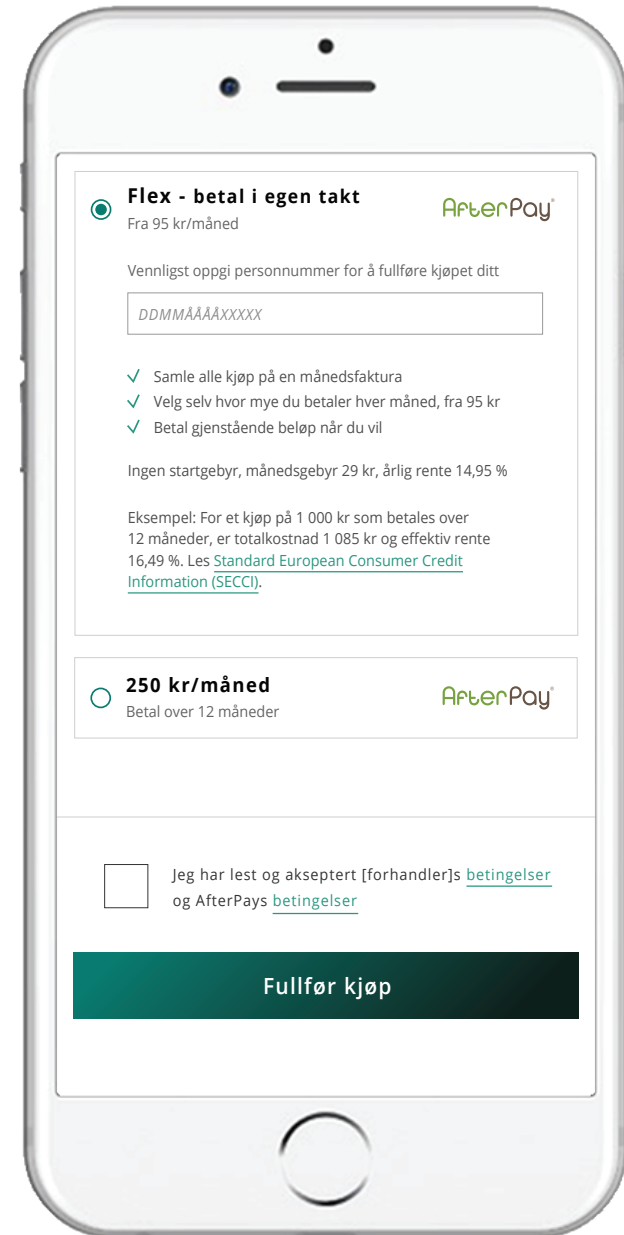 Flex - betal i egen takt
AfterPay
Fra 95 kr/måned
Vennligst oppgi personnummer for å fullføre kjøpet ditt
DDMMÅÅÅÅXXXXX
Samle alle kjøp på en månedsfaktura
Velg selv hvor mye du betaler hver måned, fra 95 kr
Betal gjenstående beløp når du vil
Ingen startgebyr, månedsgebyr 29 kr, årlig rente 14,95 %
Eksempel: For et kjøp på 1 000 kr som betales over
12 måneder, er totalkostnad 1 085 kr og effektiv rente
16,49 %. Les Standard European Consumer Credit
Information (SECCI).
250 kr/måned
AfterPay
Betal over 12 måneder
Jeg har lest og akseptert [forhandler]s betingelser
og AfterPays betingelser
Fullfør kjøp